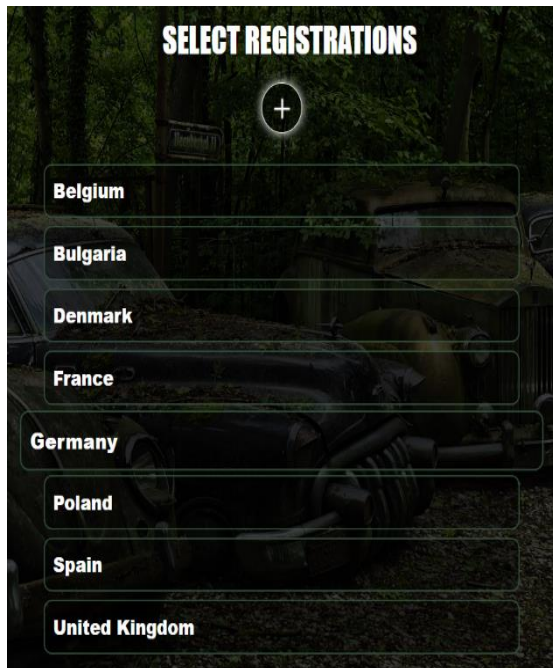 SELECT REGISTRATIONS
+
Belgium
Bulgaria
Denmark
France
Germany
Poland
Spain
United Kingdom